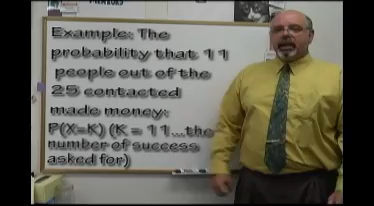 Example: The
probability that 11
people out of the
25 contacted
made money:
P(X=K) (K = 11...the
number of success
asked for)